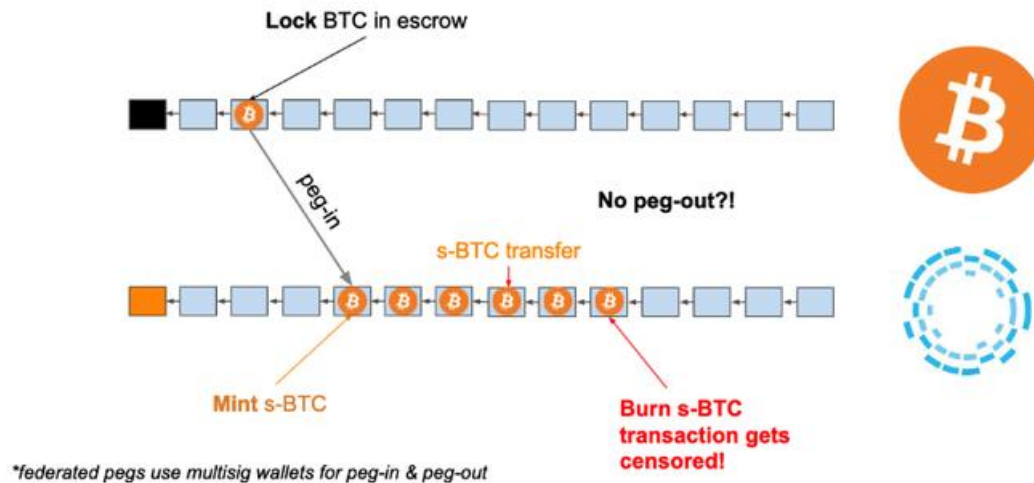 Lock BTC in escrow
peg-in
No peg-out?!
s-BTC transfer
Mint s-BTC
Burn s-BTC
transaction gets
censored!
*federated pegs use multisig wallets for peg-in & peg-out